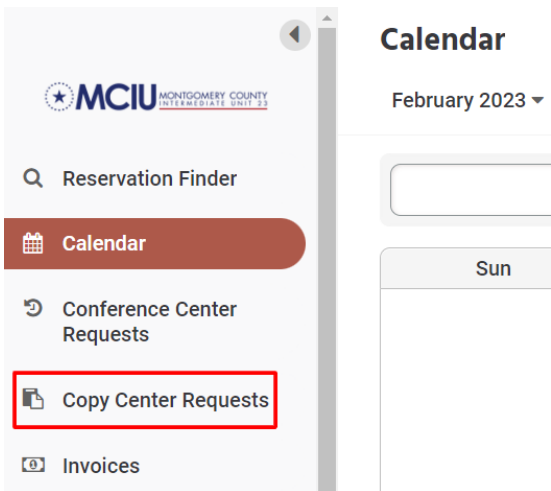 MCIU MONTGOMERY COUNTY
INTERMEDIATE UNIT 23
Reservation Finder
Calendar
Conference Center
Requests
Copy Center Requests
Invoices
Calendar
February 2023
Sun